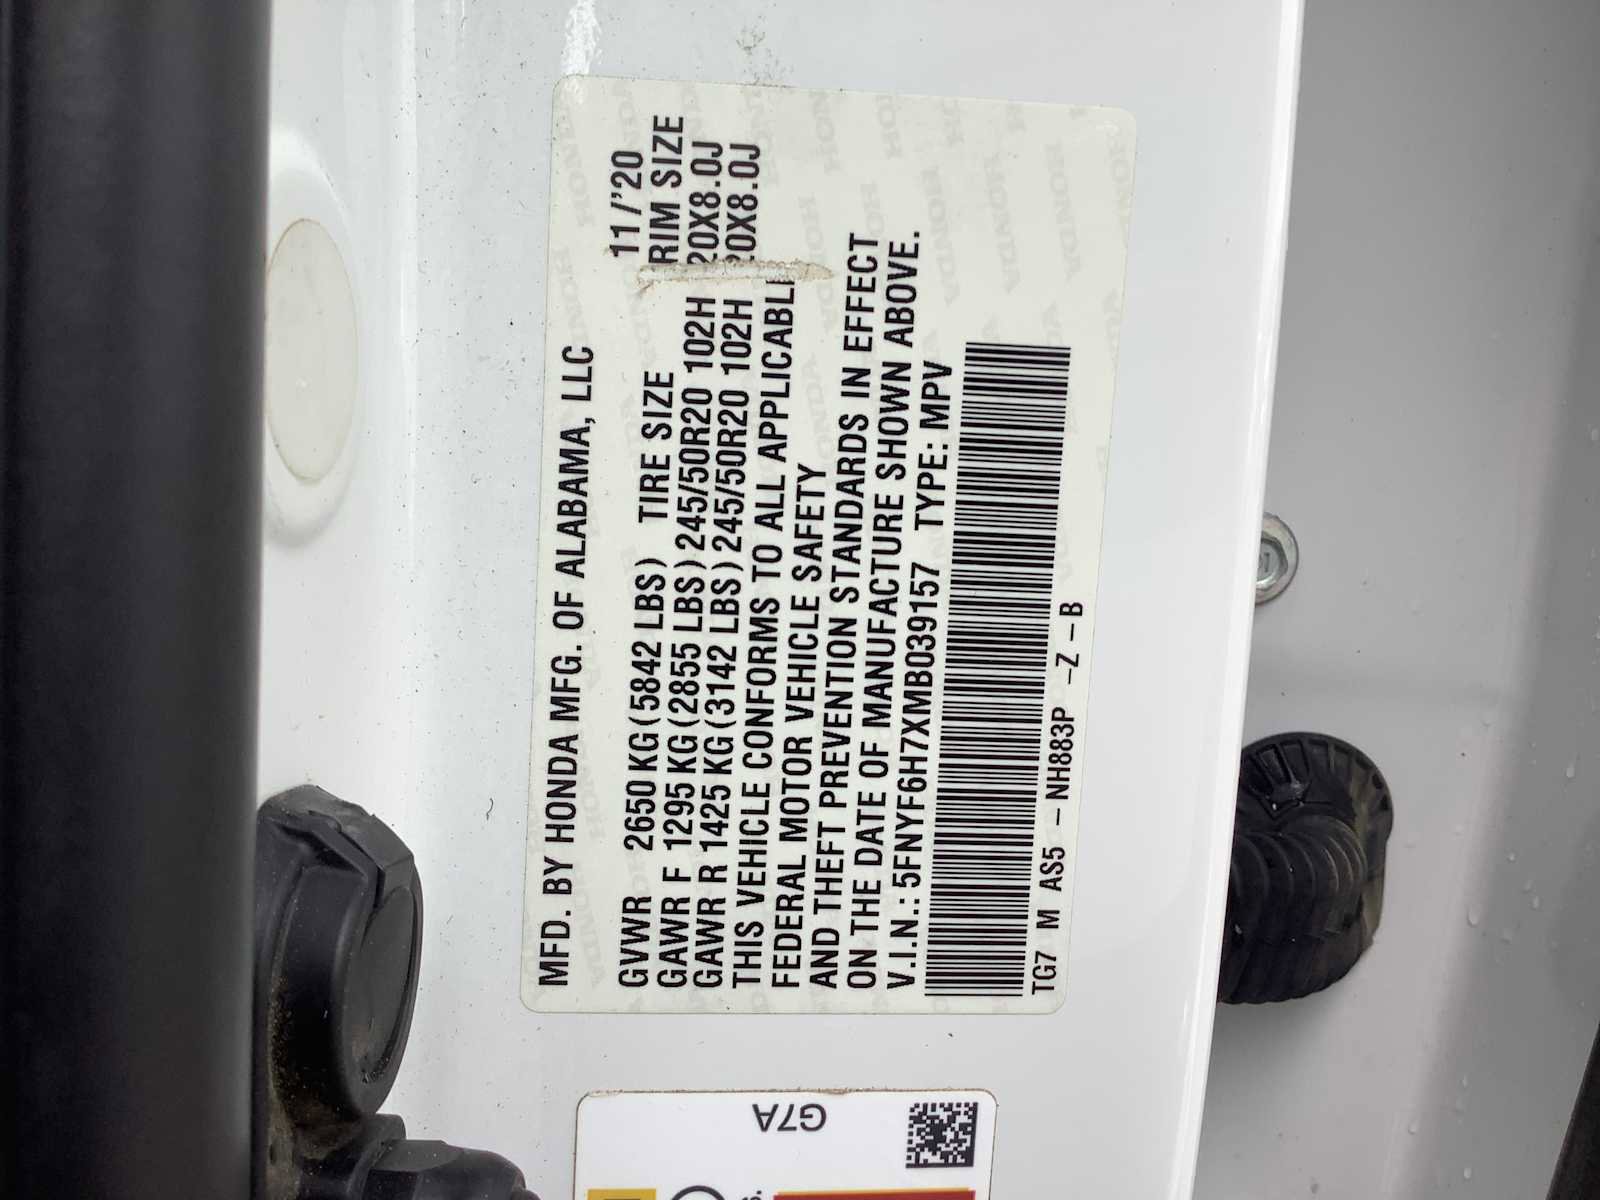 MFD. BY HONDA MFG. OF ALABAMA, LLC 11/'20
GVWR 2650 KG (5842 LBS) TIRE SIZE RIM SIZE
GAWR F 1295 KG (2855 LBS) 245/50R20 102H 20X8.0J
GAWR R 1425 KG (3142 LBS) 245/50R20 102H 20X8.0J
THIS VEHICLE CONFORMS TO ALL APPLICABLE
FEDERAL MOTOR VEHICLE SAFETY
AND THEFT PREVENTION STANDARDS IN EFFECT
ON THE DATE OF MANUFACTURE SHOWN ABOVE.
V.I.N.: 5FNYF6H7XMB039157 TYPE: MPV
TG7 M AS5 -NH883P -Z-B
G7A